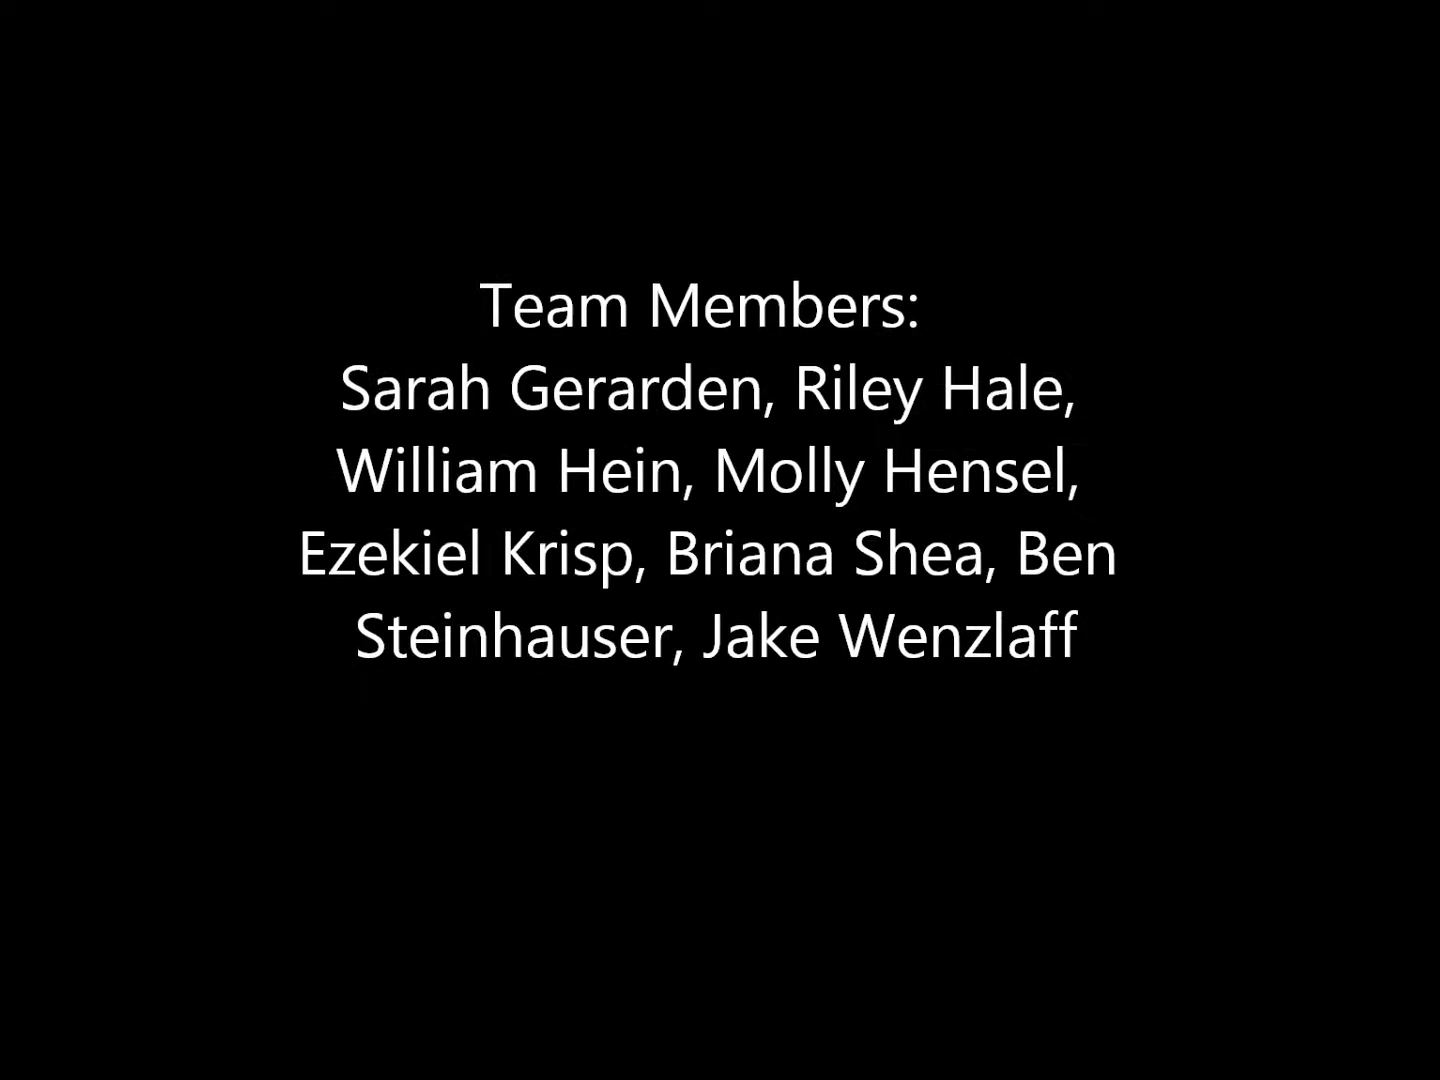 Team Members:
Sarah Gerarden, Riley Hale,
William Hein, Molly Hensel,
Ezekiel Krisp, Briana Shea, Ben
Steinhauser, Jake Wenzlaff